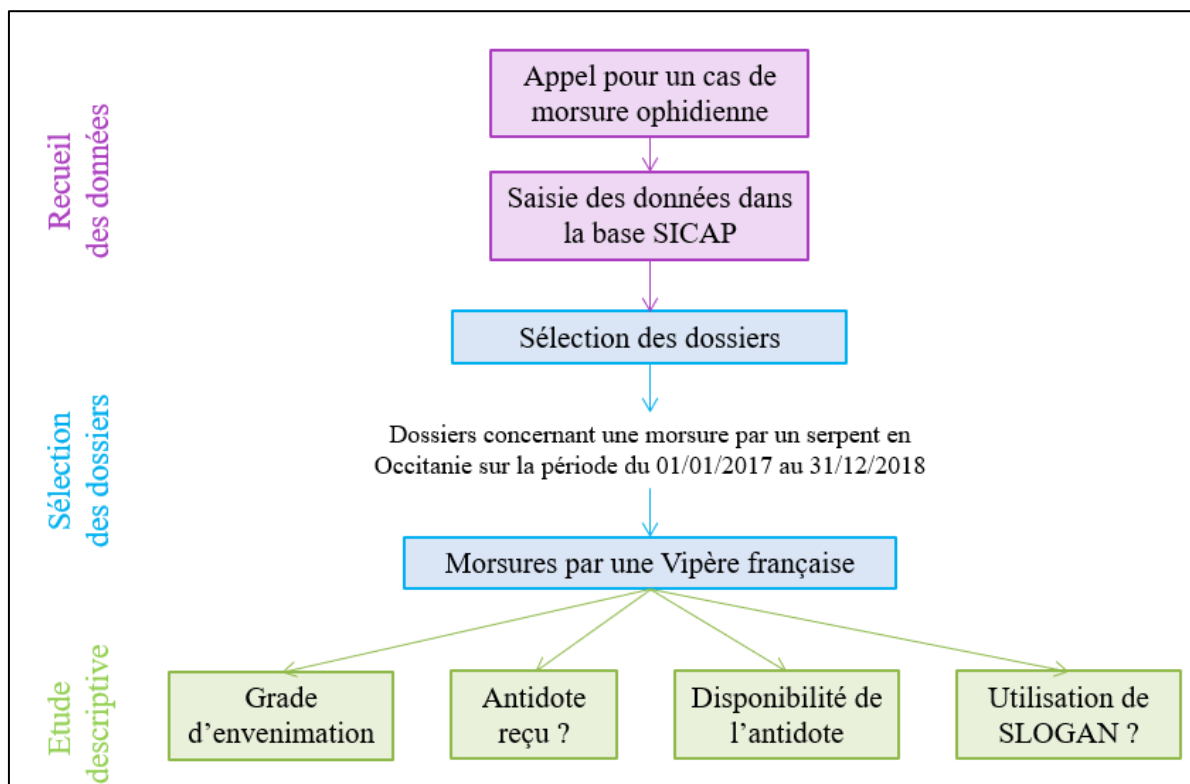 Recueil
des données
Appel pour un cas de
morsure ophidienne
Saisie des données dans
la base SICAP
Sélection
des dossiers
Sélection des dossiers
Dossiers concernant une morsure par un serpent en
Occitanie sur la période du 01/01/2017 au 31/12/2018
Morsures par une Vipère française
Etude
descriptive
Grade
d’envenimation
Antidote
reçu ?
Disponibilité de
l’antidote
Utilisation de
SLOGAN ?